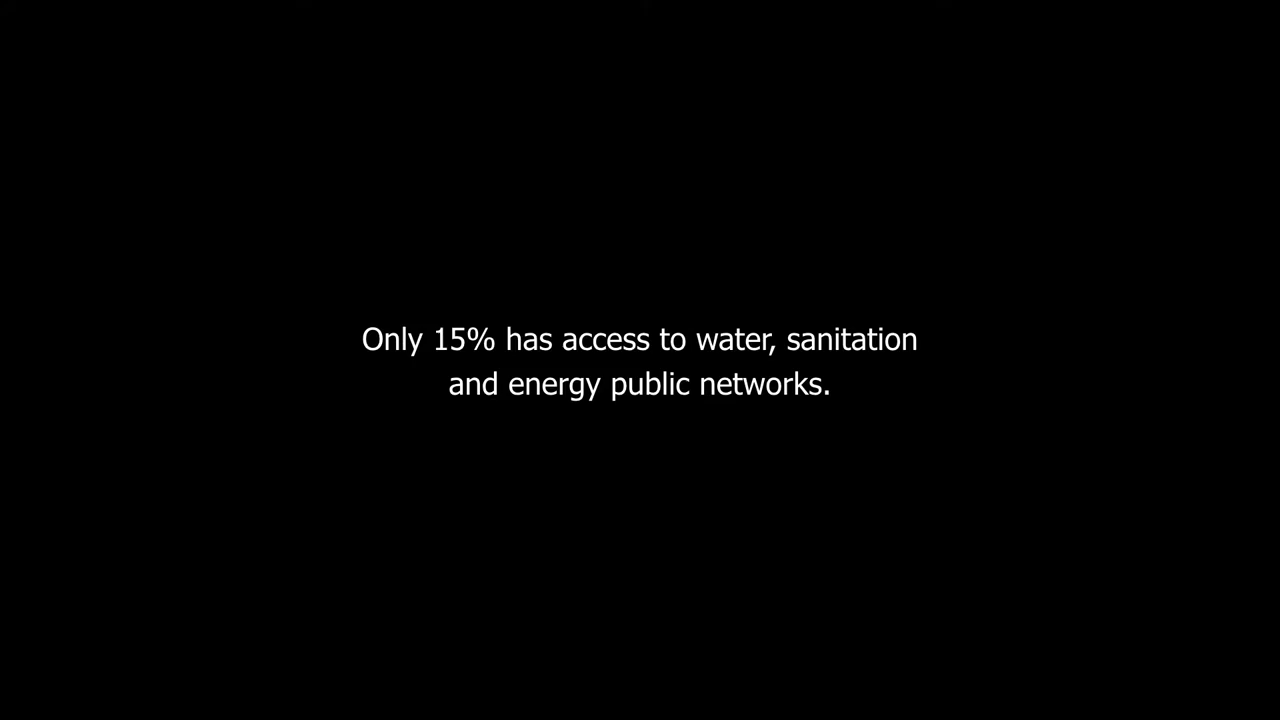 Only 15% has access to water, sanitation
and energy public networks.